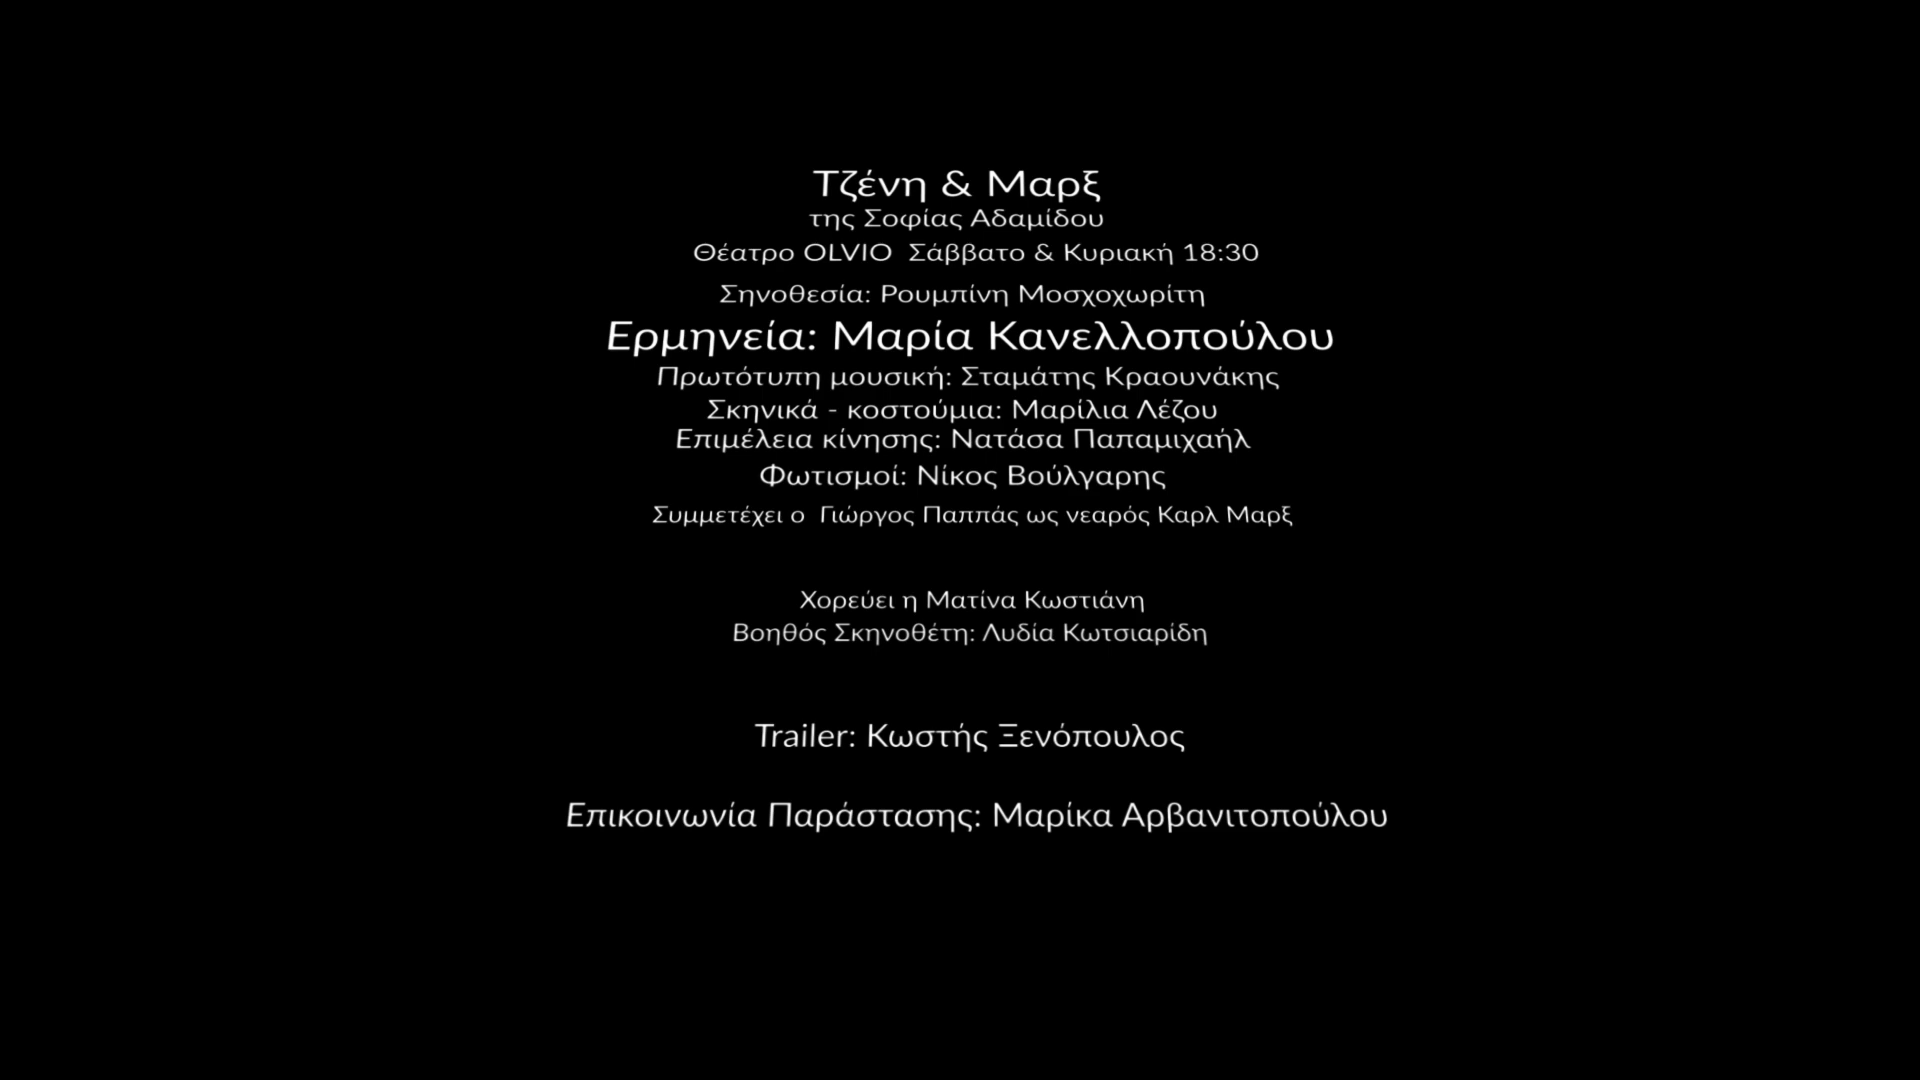 Τζένη & Μαρξ
της Σοφίας Αδαμίδου
Θέατρο OLVIO Σάββατο & Κυριακή 18:30
Σηνοθεσία: Ρουμπίνη Μοσχοχωρίτη
Ερμηνεία: Μαρία Κανελλοπούλου
Πρωτότυπη μουσική: Σταμάτης Κραουνάκης
Σκηνικά - κοστούμια: Μαρίλια Λέζου
Επιμέλεια κίνησης: Νατάσα Παπαμιχαήλ
Φωτισμοί: Νίκος Βούλγαρης
Συμμετέχει ο Γιώργος Παππάς ως νεαρός Καρλ Μαρξ
Χορεύει η Ματίνα Κωστιάνη
Βοηθός Σκηνοθέτη: Λυδία Κωτσιαρίδη
Trailer: Κωστής Ξενόπουλος
Επικοινωνία Παράστασης: Μαρίκα Αρβανιτοπούλου